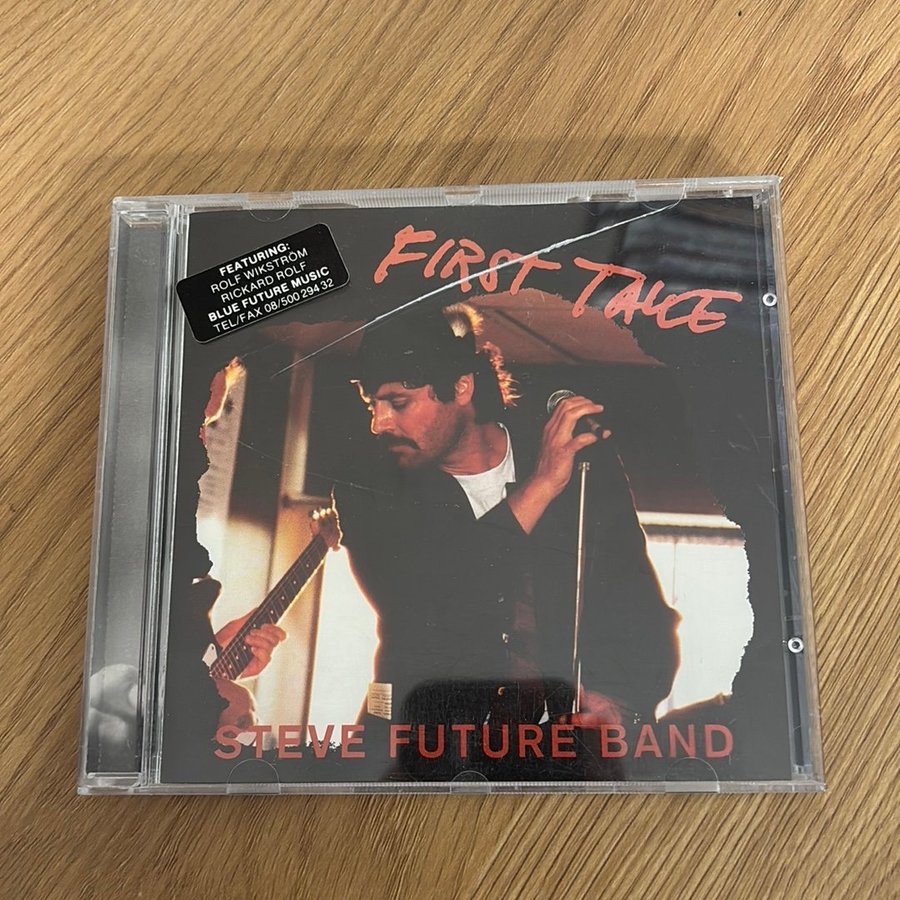 FEATURING:
ROLF WIKSTRÖM
RICKARD ROLF
BLUE FUTURE MUSIC
TEL/FAX 08/500 294 32
FIRST TAKE
STEVE FUTURE BAND